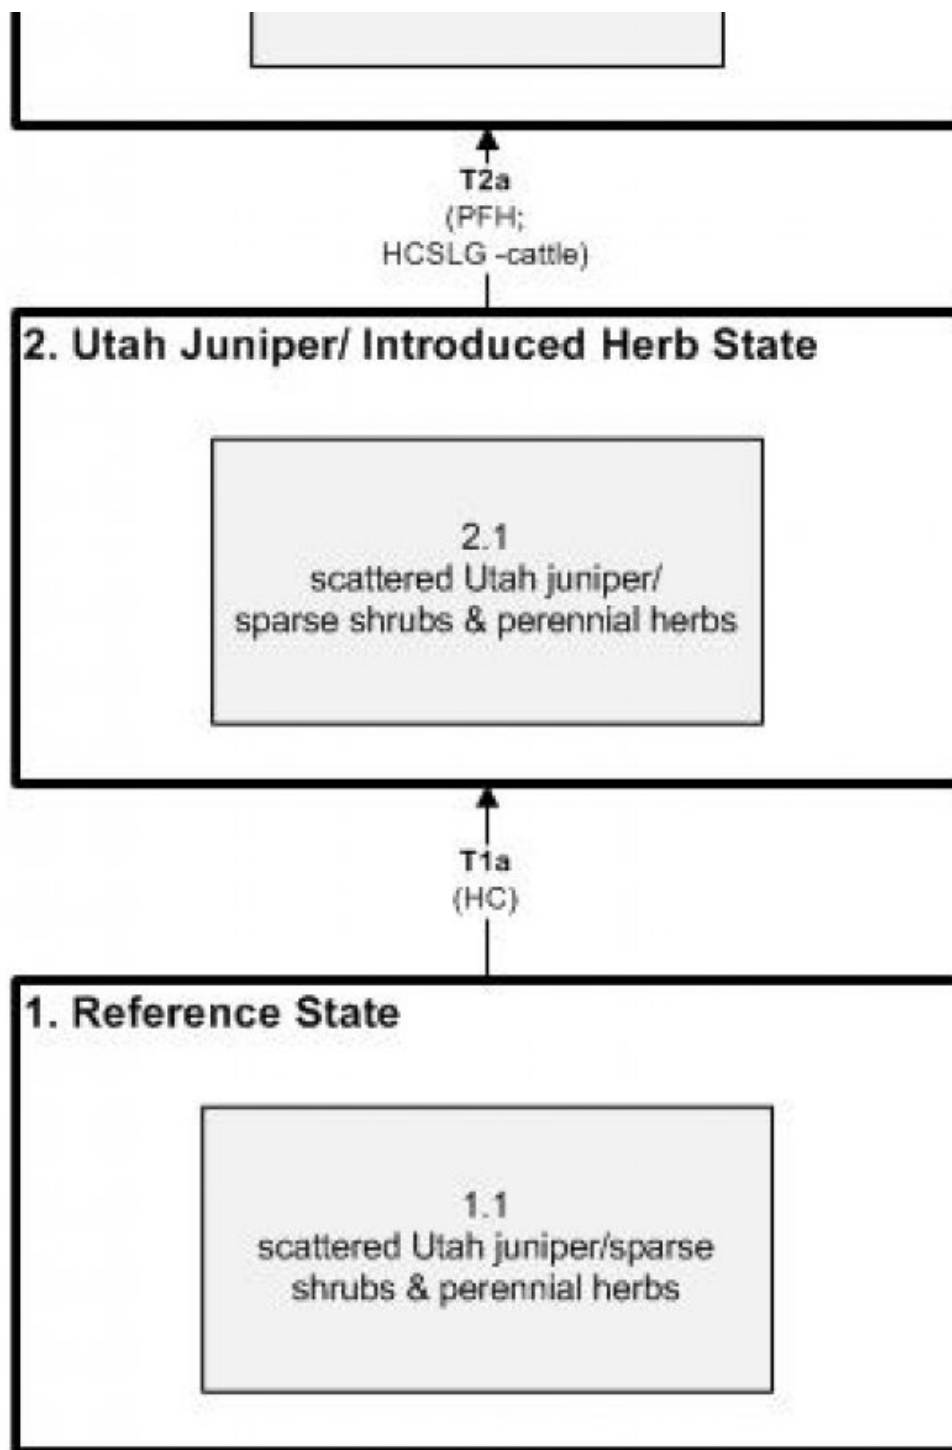 T2a
(PFH;
HCSLG -cattle)
2. Utah Juniper/ Introduced Herb State
2.1
scattered Utah juniper/
sparse shrubs & perennial herbs
T1a
(HC)
1. Reference State
1.1
scattered Utah juniper/sparse
shrubs & perennial herbs